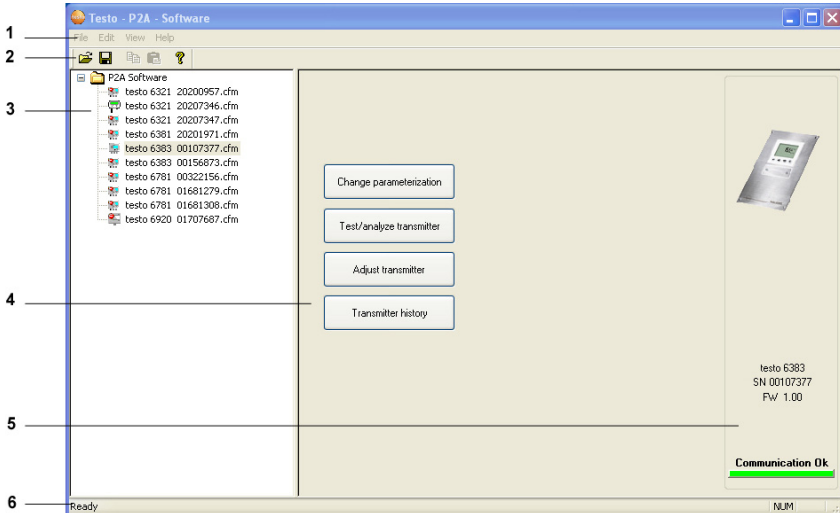 Testo - P2A - Software
1
File Edit View Help
2
P2A Software
testo 6321 20200957.cfm
3
testo 6321 20207346.cfm
testo 6321 20207347.cfm
testo 6381 20201971.cfm
testo 6383 00107377.cfm
testo 6383 00156873.cfm
testo 6781 00322156.cfm
testo 6781 01681279.cfm
testo 6781 01681308.cfm
testo 6920 01707687.cfm
Change parameterization
Test/analyze transmitter
Adjust transmitter
4
Transmitter history
testo 6383
SN 00107377
FW 1.00
5
Communication Ok
6
Ready
NUM